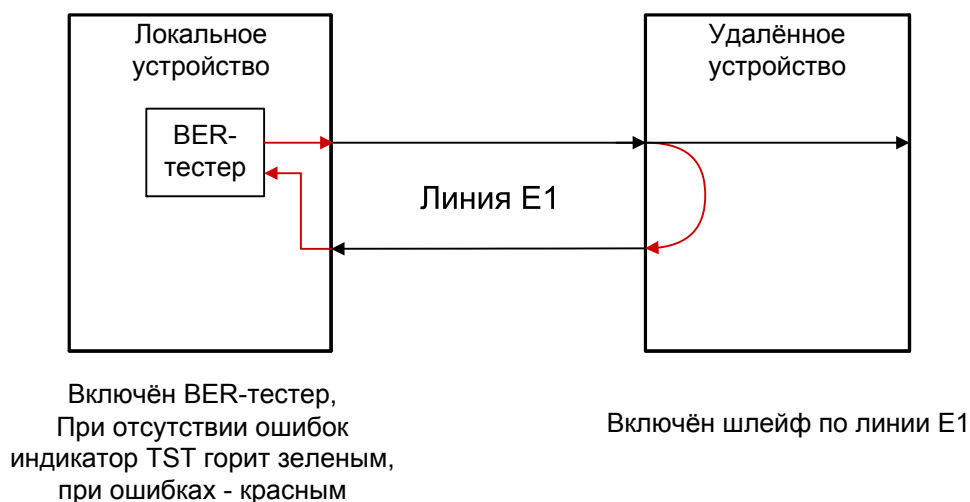 Локальное
устройство
Удалённое
устройство
BER-
тестер
Линия E1
Включён BER-тестер,
При отсутствии ошибок
индикатор TST горит зеленым,
при ошибках - красным
Включён шлейф по линии E1